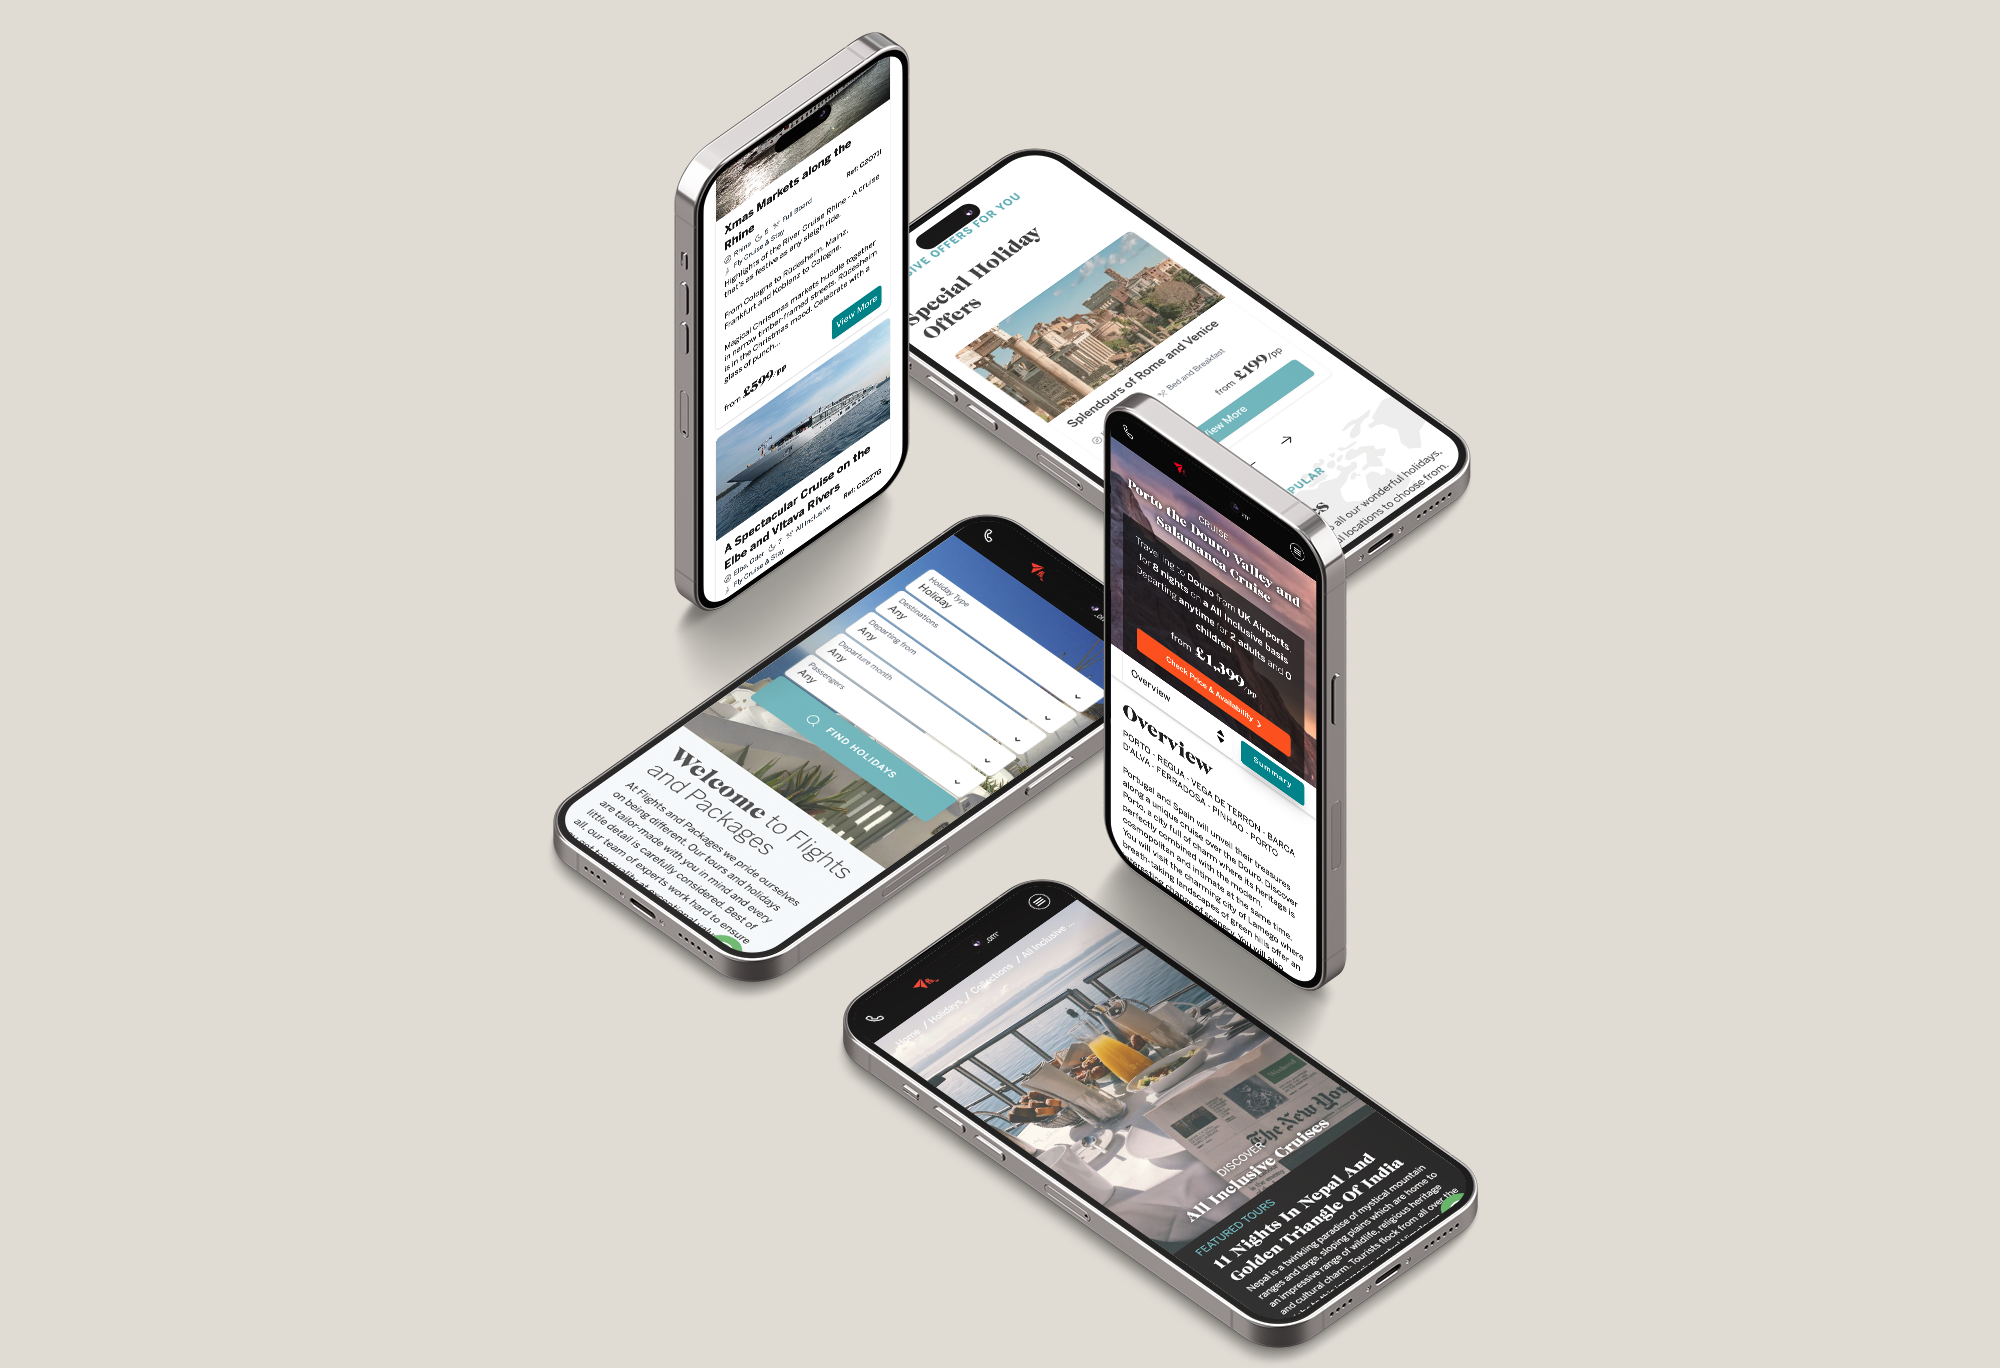 Xmas Markets along the
Rhine
Ref: C2073I
Rhine 6 Full Board
Fly Cruise & Stay
Highlights of the River Cruise Rhine - A cruise
that's as festive as any sleigh ride.
From Cologne to Rüdesheim, Mainz,
Frankfurt and Koblenz to Cologne.
Magical Christmas markets huddle together
in narrow timber-framed streets. Rüdesheim
is in the Christmas mood. Celebrate with a
glass of punch...
View More
from £599/pp
A Spectacular Cruise on the
Elbe and Vltava Rivers
Ref: C2227G
Elbe, Oder 7 All Inclusive
Fly Cruise & Stay
OFFERS FOR YOU
Special Holiday
Offers
Splendours of Rome and Venice
Bed and Breakfast
from £199/pp
View More
all our wonderful holidays,
locations to choose from.
Holiday Type
Holiday
Destinations
Any
Departing from
Any
Departure month
Any
Passengers
Any
FIND HOLIDAYS
Welcome to Flights
and Packages
At Flights and Packages we pride ourselves
on being different. Our tours and holidays
are tailor-made with you in mind and every
little detail is carefully considered. Best of
all, our team of experts work hard to ensure
CRUISE
Porto the Douro Valley and
Salamanca Cruise
Travelling to Douro from UK Airports,
for 8 nights on a All Inclusive basis
Departing anytime for 2 adults and 0
children
from £1,399/pp
Check Price & Availability
Overview
Summary
Overview
PORTO - REGUA - VEGA DE TERRON - BARCA
D'ALVA - FERRADOSA - PINHAO - PORTO
Portugal and Spain will unveil their treasures
along a unique cruise over the Douro. Discover
Porto, a city full of charm where its heritage is
perfectly combined with the modern,
cosmopolitan and intimate at the same time.
You will visit the charming city of Lamego where
breath-taking landscapes of green hills offer an
change of scenery. You will also
.om
Home / Holidays / Collections / All Inclusive ...
The New
DISCOVER
All Inclusive Cruises
FEATURED TOURS
11 Nights In Nepal And
Golden Triangle Of India
Nepal is a twinkling paradise of mystical mountain
ranges and large, sloping plains which are home to
an impressive range of wildlife, religious heritage
and cultural charm. Tourists flock from all over the